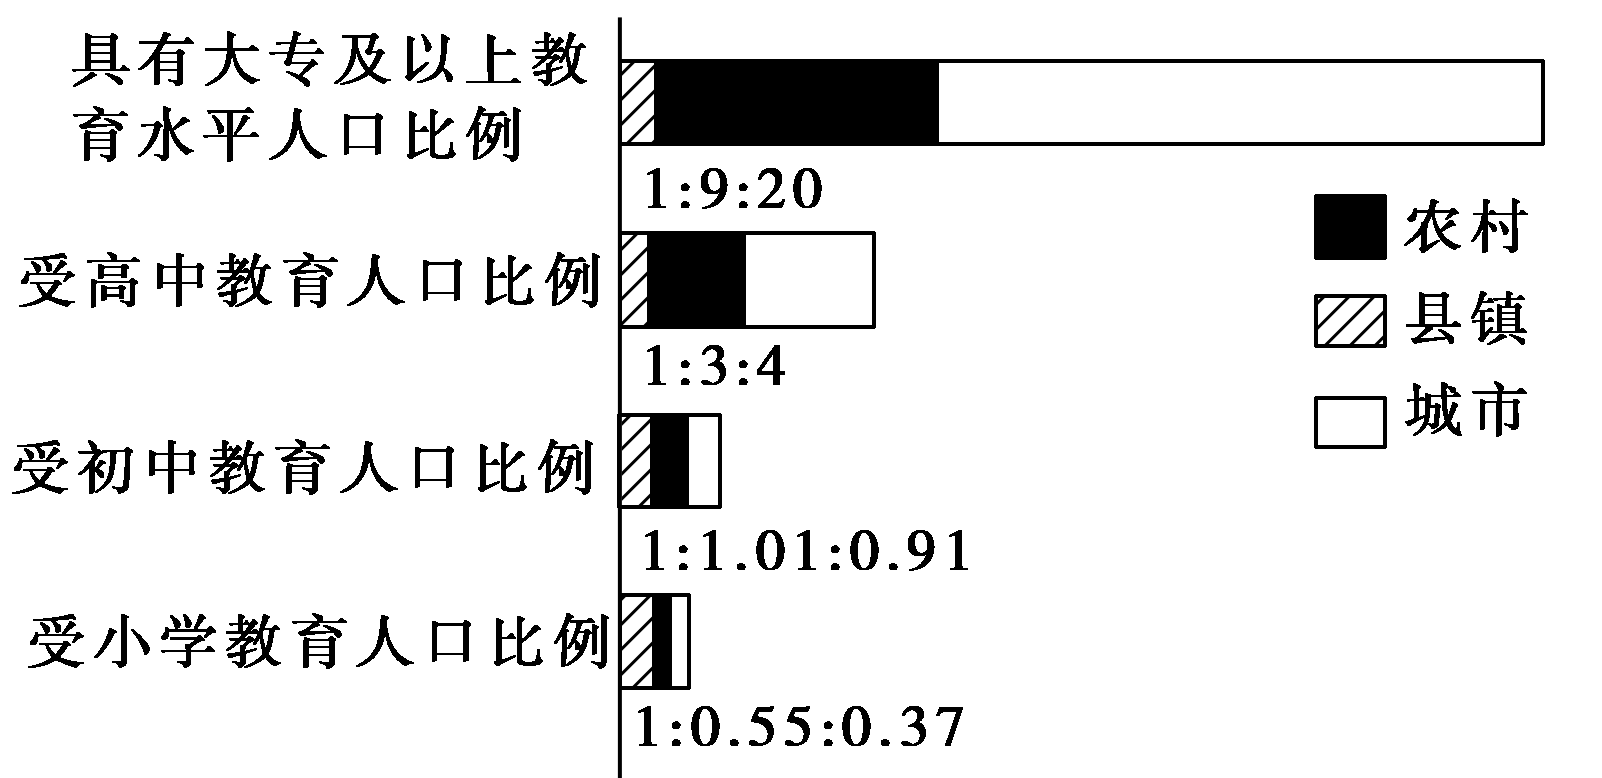 具有大专及以上教
育水平人口比例
1:9:20
受高中教育人口比例
1:3:4
受初中教育人口比例
1:1.01:0.91
受小学教育人口比例
1:0.55:0.37
农村
县镇
城市